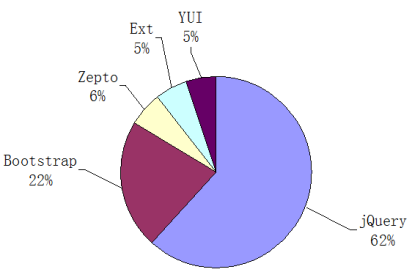 YUI
5%
Ext
5%
Zepto
6%
Bootstrap
22%
jQuery
62%